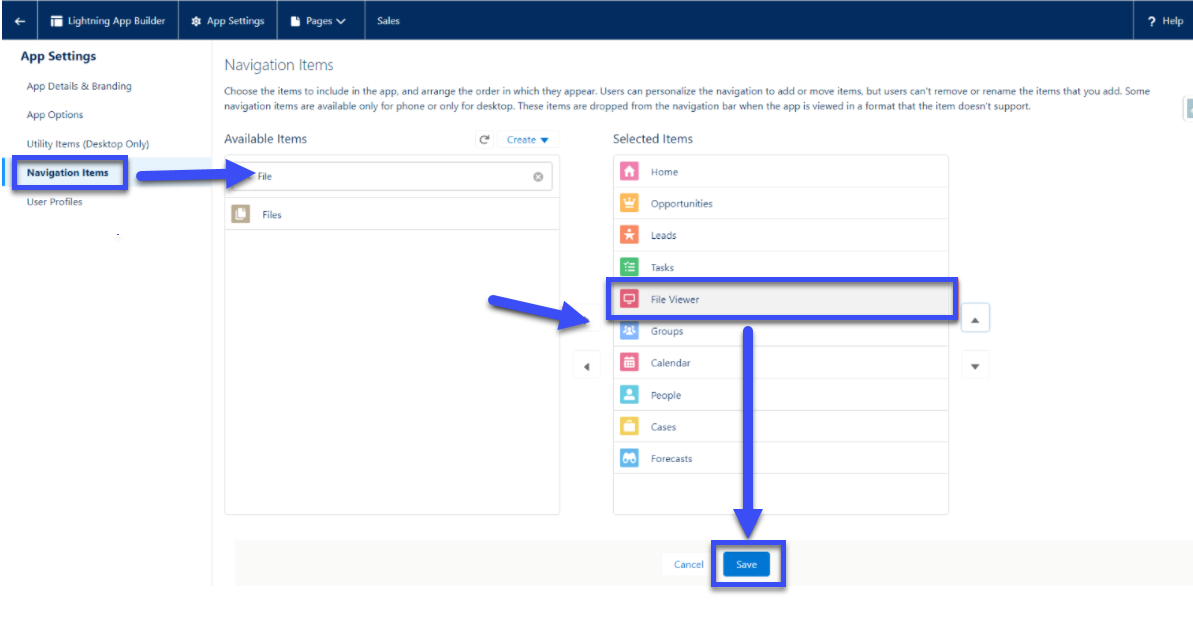 Lightning App Builder
App Settings
Pages
Sales
? Help
App Settings
App Details & Branding
App Options
Utility Items (Desktop Only)
Navigation Items
User Profiles
Navigation Items
Choose the items to include in the app, and arrange the order in which they appear. Users can personalize the navigation to add or move items, but users can't remove or rename the items that you add. Some
navigation items are available only for phone or only for desktop. These items are dropped from the navigation bar when the app is viewed in a format that the item doesn't support.
Available Items
Create
File
Files
Selected Items
Home
Opportunities
Leads
Tasks
File Viewer
Groups
Calendar
People
Cases
Forecasts
Cancel
Save